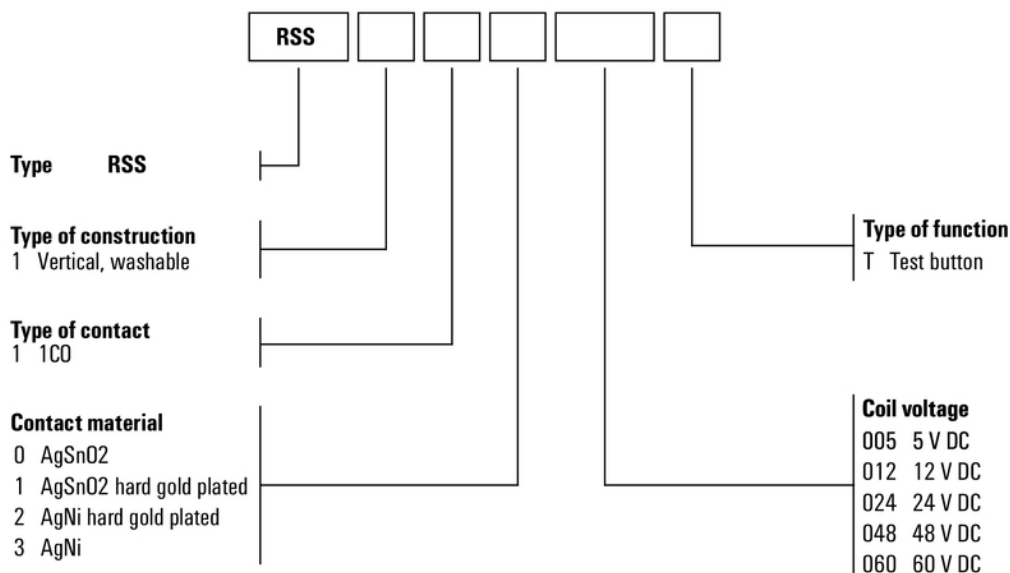 RSS
Type RSS
Type of construction
1 Vertical, washable
Type of contact
1 1CO
Contact material
0 AgSnO2
1 AgSnO2 hard gold plated
2 AgNi hard gold plated
3 AgNi
Type of function
T Test button
Coil voltage
005 5 V DC
012 12 V DC
024 24 V DC
048 48 V DC
060 60 V DC